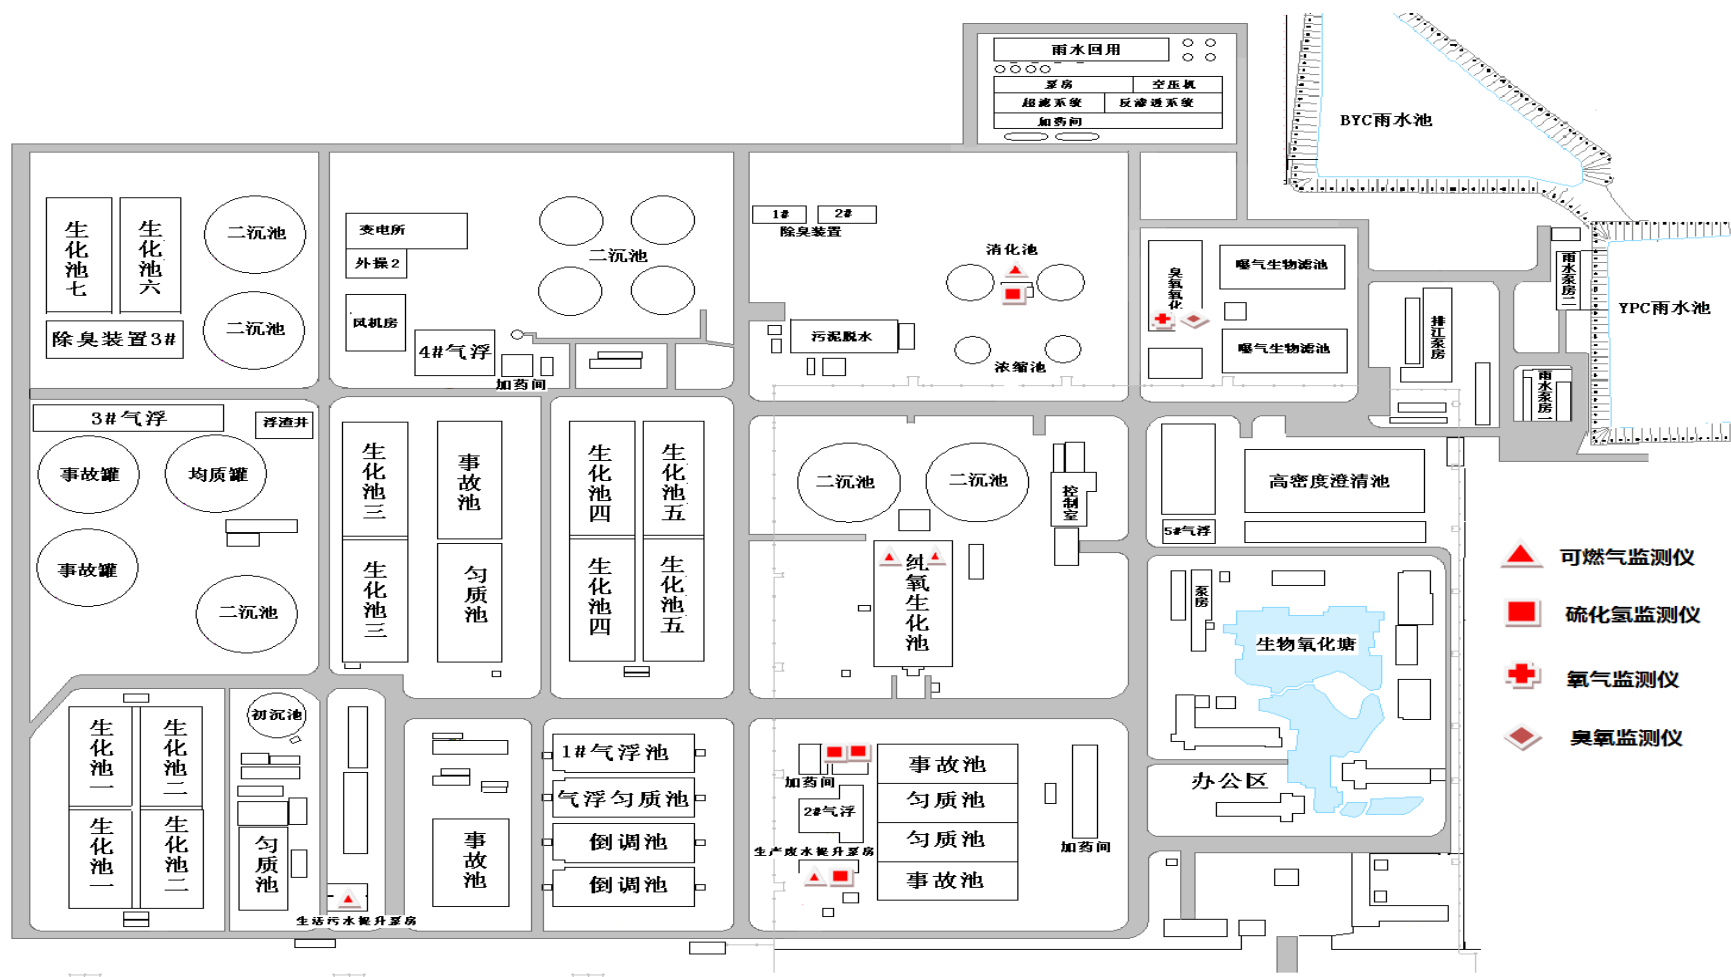 雨水回用
泵房
空压机
超滤系统
反渗透系统
加药间
BYC雨水池
生化池七
生化池六
二沉池
二沉池
除臭装置3#
变电所
外操2
风机房
4#气浮
加药间
二沉池
1#
2#
除臭装置
消化池
污泥脱水
浓缩池
臭氧氧化
曝气生物滤池
曝气生物滤池
排江泵房
雨水泵房二
雨水泵房一
YPC雨水池
3#气浮
浮渣井
事故罐
均质罐
事故罐
二沉池
生化池三
事故池
生化池三
匀质池
生化池四
生化池五
生化池四
生化池五
二沉池
二沉池
控制室
纯氧生化池
高密度澄清池
5#气浮
泵房
生物氧化塘
办公区
可燃气监测仪
硫化氢监测仪
氧气监测仪
臭氧监测仪
生化池一
生化池二
生化池一
生化池二
初沉池
匀质池
生活污水提升泵房
事故池
1#气浮池
气浮匀质池
倒调池
倒调池
加药间
2#气浮
生产废水提升泵房
事故池
匀质池
匀质池
事故池
加药间